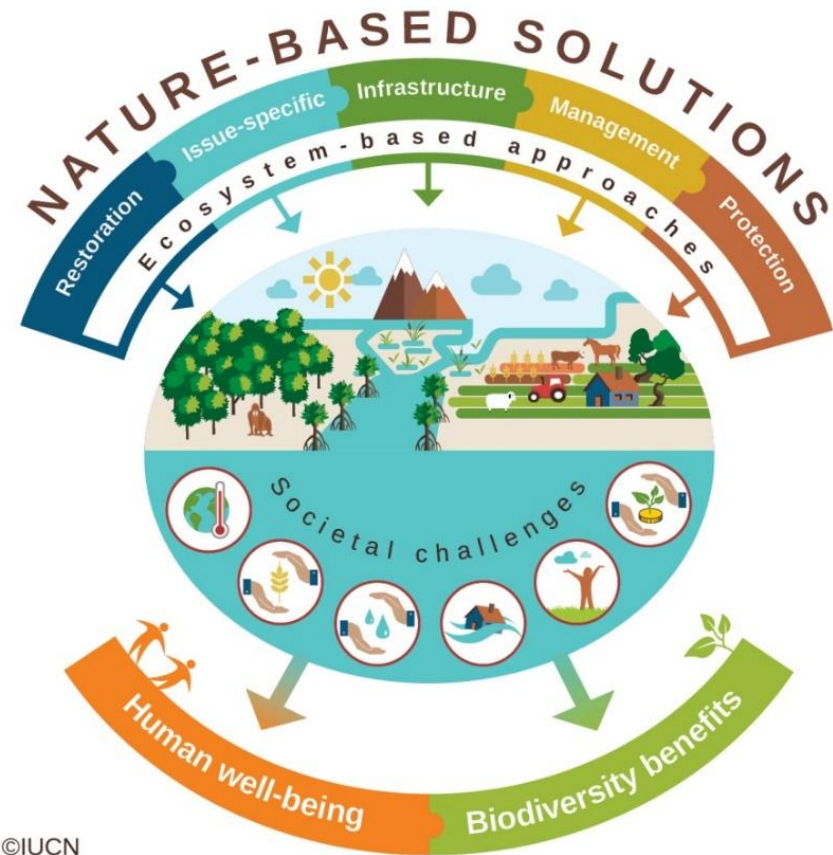 NATURE-BASED SOLUTIONS
Restoration
Issue-specific
Infrastructure
Management
Protection
Ecosystem-based approaches
Societal challenges
Human well-being
Biodiversity benefits
©IUCN